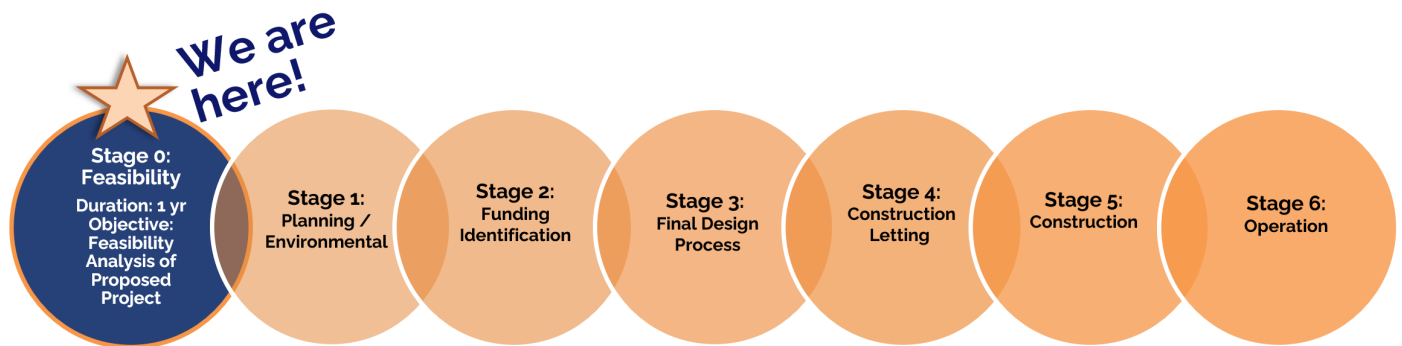 We are
here!
Stage 0:
Feasibility
Duration: 1 yr
Objective:
Feasibility
Analysis of
Proposed
Project
Stage 1:
Planning /
Environmental
Stage 2:
Funding
Identification
Stage 3:
Final Design
Process
Stage 4:
Construction
Letting
Stage 5:
Construction
Stage 6:
Operation